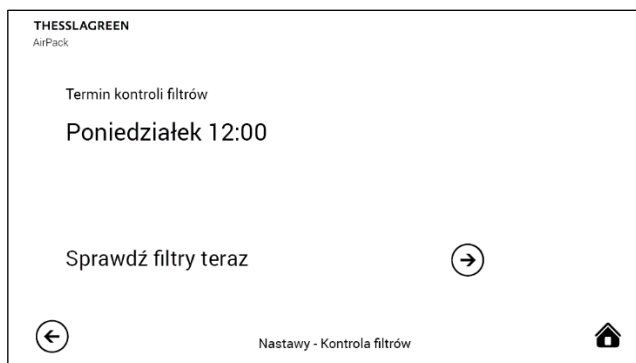 THESSLAGREEN
AirPack
Termin kontroli filtrów
Poniedziałek 12:00
Sprawdź filtry teraz
Nastawy - Kontrola filtrów